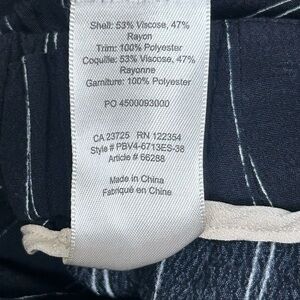 Shell: 53% Viscose, 47%
Rayon
Trim: 100% Polyester
Coquille: 53% Viscose, 47%
Rayonne
Garniture: 100% Polyester
PO 4500093000
CA 23725 RN 122354
Style # PBV4-6713ES-38
Article # 66288
Made in China
Fabriqué en China